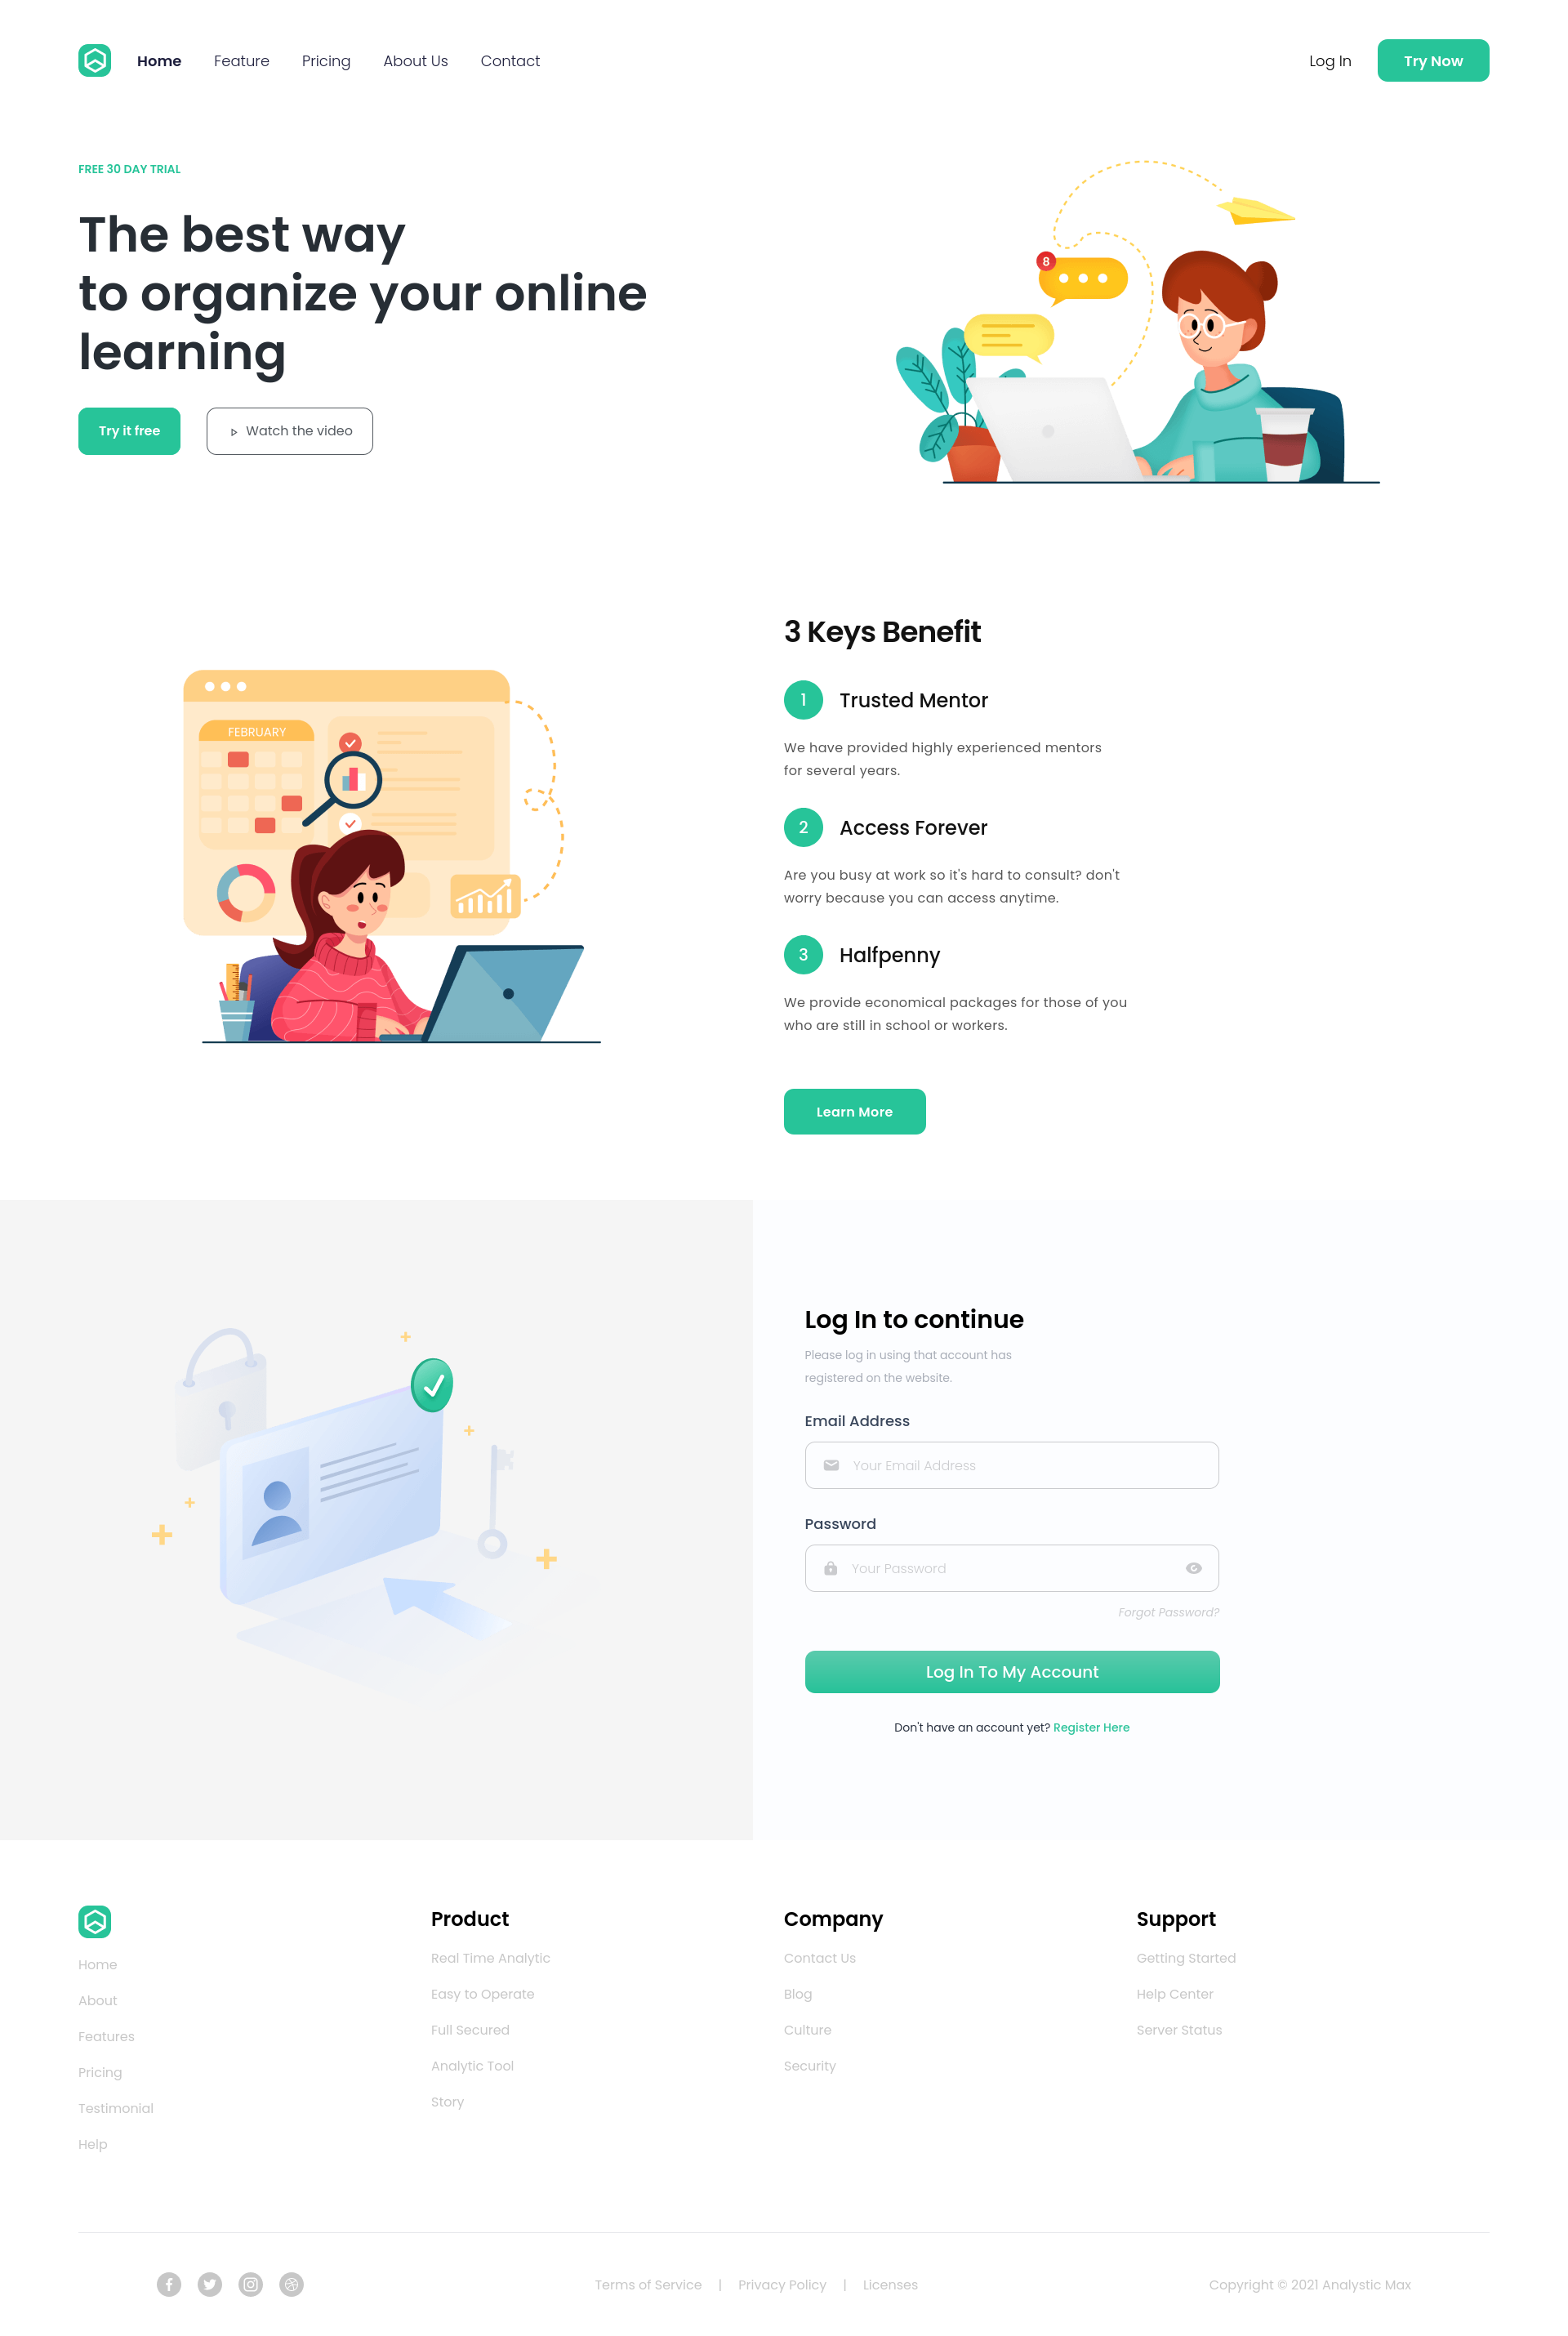 Home Feature Pricing About Us Contact Log In Try Now
FREE 30 DAY TRIAL
The best way
to organize your online
learning
Try it free Watch the video
8
3 Keys Benefit
1 Trusted Mentor
We have provided highly experienced mentors
for several years.
2 Access Forever
Are you busy at work so it's hard to consult? don't
worry because you can access anytime.
3 Halfpenny
We provide economical packages for those of you
who are still in school or workers.
Learn More
FEBRUARY
Log In to continue
Please log in using that account has
registered on the website.
Email Address
Your Email Address
Password
Your Password
Forgot Password?
Log In To My Account
Don't have an account yet? Register Here
Home
About
Features
Pricing
Testimonial
Help
Product
Real Time Analytic
Easy to Operate
Full Secured
Analytic Tool
Story
Company
Contact Us
Blog
Culture
Security
Support
Getting Started
Help Center
Server Status
Terms of Service | Privacy Policy | Licenses
Copyright © 2021 Analystic Max